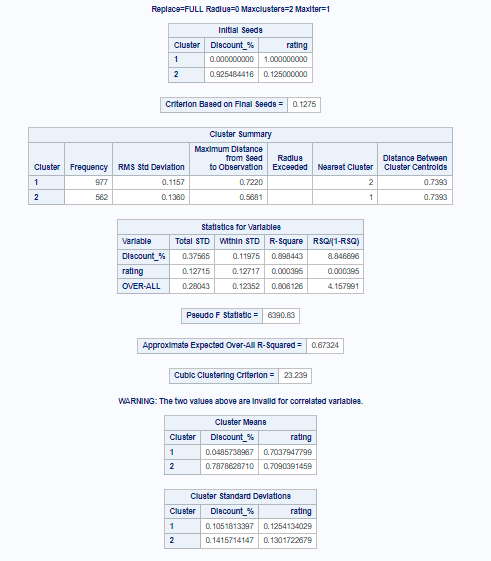 Replace=FULL Radius=0 Maxclusters=2 Maxiter=1
Initial Seeds
Cluster Discount_% rating
1 0.000000000 1.000000000
2 0.925484416 0.125000000
Criterion Based on Final Seeds = 0.1275
Cluster Summary
Cluster Frequency RMS Std Deviation Maximum Distance from Seed to Observation Radius Exceeded Nearest Cluster Distance Between Cluster Centroids
1 977 0.1157 0.7220 2 0.7393
2 562 0.1360 0.5681 1 0.7393
Statistics for Variables
Variable Total STD Within STD R-Square RSQ/(1-RSQ)
Discount_% 0.37565 0.11975 0.898443 8.846696
rating 0.12715 0.12717 0.000395 0.000395
OVER-ALL 0.28043 0.12352 0.806126 4.157991
Pseudo F Statistic = 6390.83
Approximate Expected Over-All R-Squared = 0.67324
Cubic Clustering Criterion = 23.239
WARNING: The two values above are invalid for correlated variables.
Cluster Means
Cluster Discount_% rating
1 0.0485738967 0.7037947799
2 0.7878628710 0.7090391459
Cluster Standard Deviations
Cluster Discount_% rating
1 0.1051813397 0.1254134029
2 0.1415714147 0.1301722679